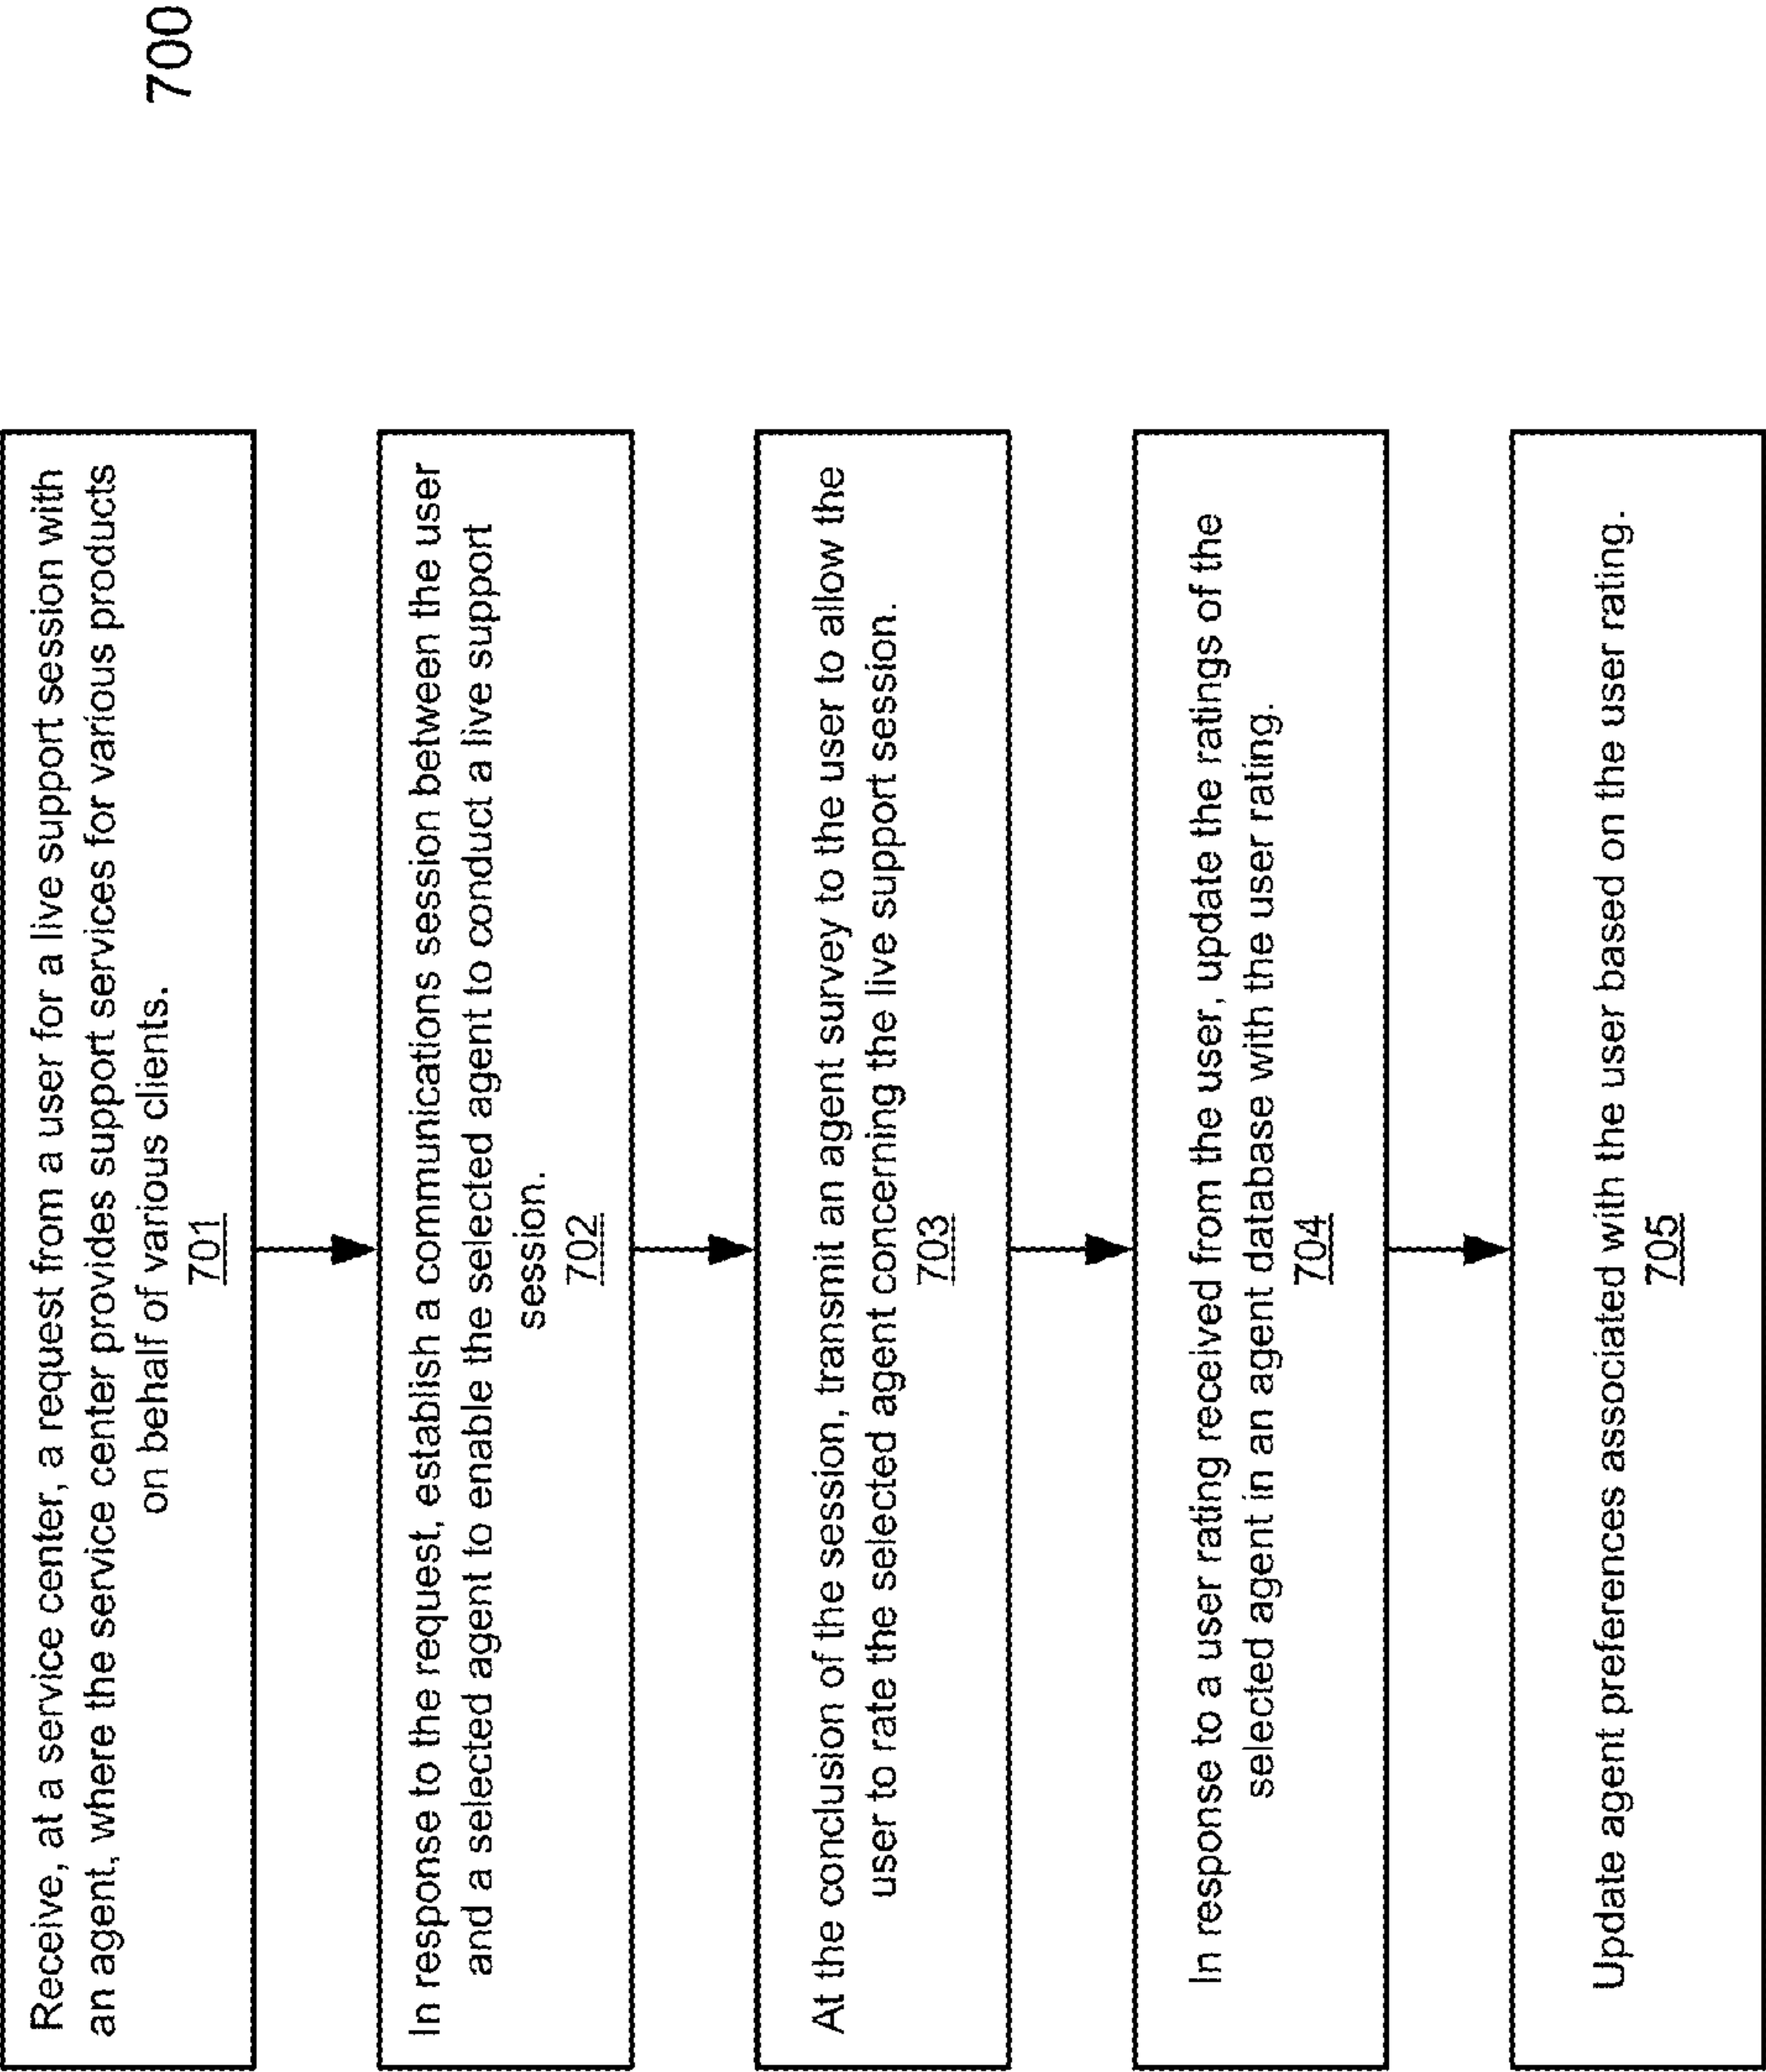 Receive, at a service center, a request from a user for a live support session with
an agent, where the service center provides support services for various products
on behalf of various clients.
701
In response to the request, establish a communications session between the user
and a selected agent to enable the selected agent to conduct a live support
session.
702
At the conclusion of the session, transmit an agent survey to the user to allow the
user to rate the selected agent concerning the live support session.
703
In response to a user rating received from the user, update the ratings of the
selected agent in an agent database with the user rating.
704
Update agent preferences associated with the user based on the user rating.
705
700